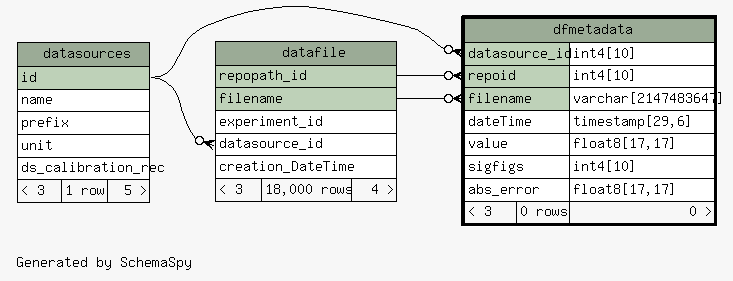 datasources
id
name
prefix
unit
ds_calibration_rec
< 3 1 row 5 >
datafile
repopath_id
filename
experiment_id
datasource_id
creation_DateTime
< 3 18,000 rows 4 >
dfmetadata
datasource_id int4[10]
repoid int4[10]
filename varchar[2147483647]
dateTime timestamp[29,6]
value float8[17,17]
sigfigs int4[10]
abs_error float8[17,17]
< 3 0 rows 0 >
Generated by SchemaSpy